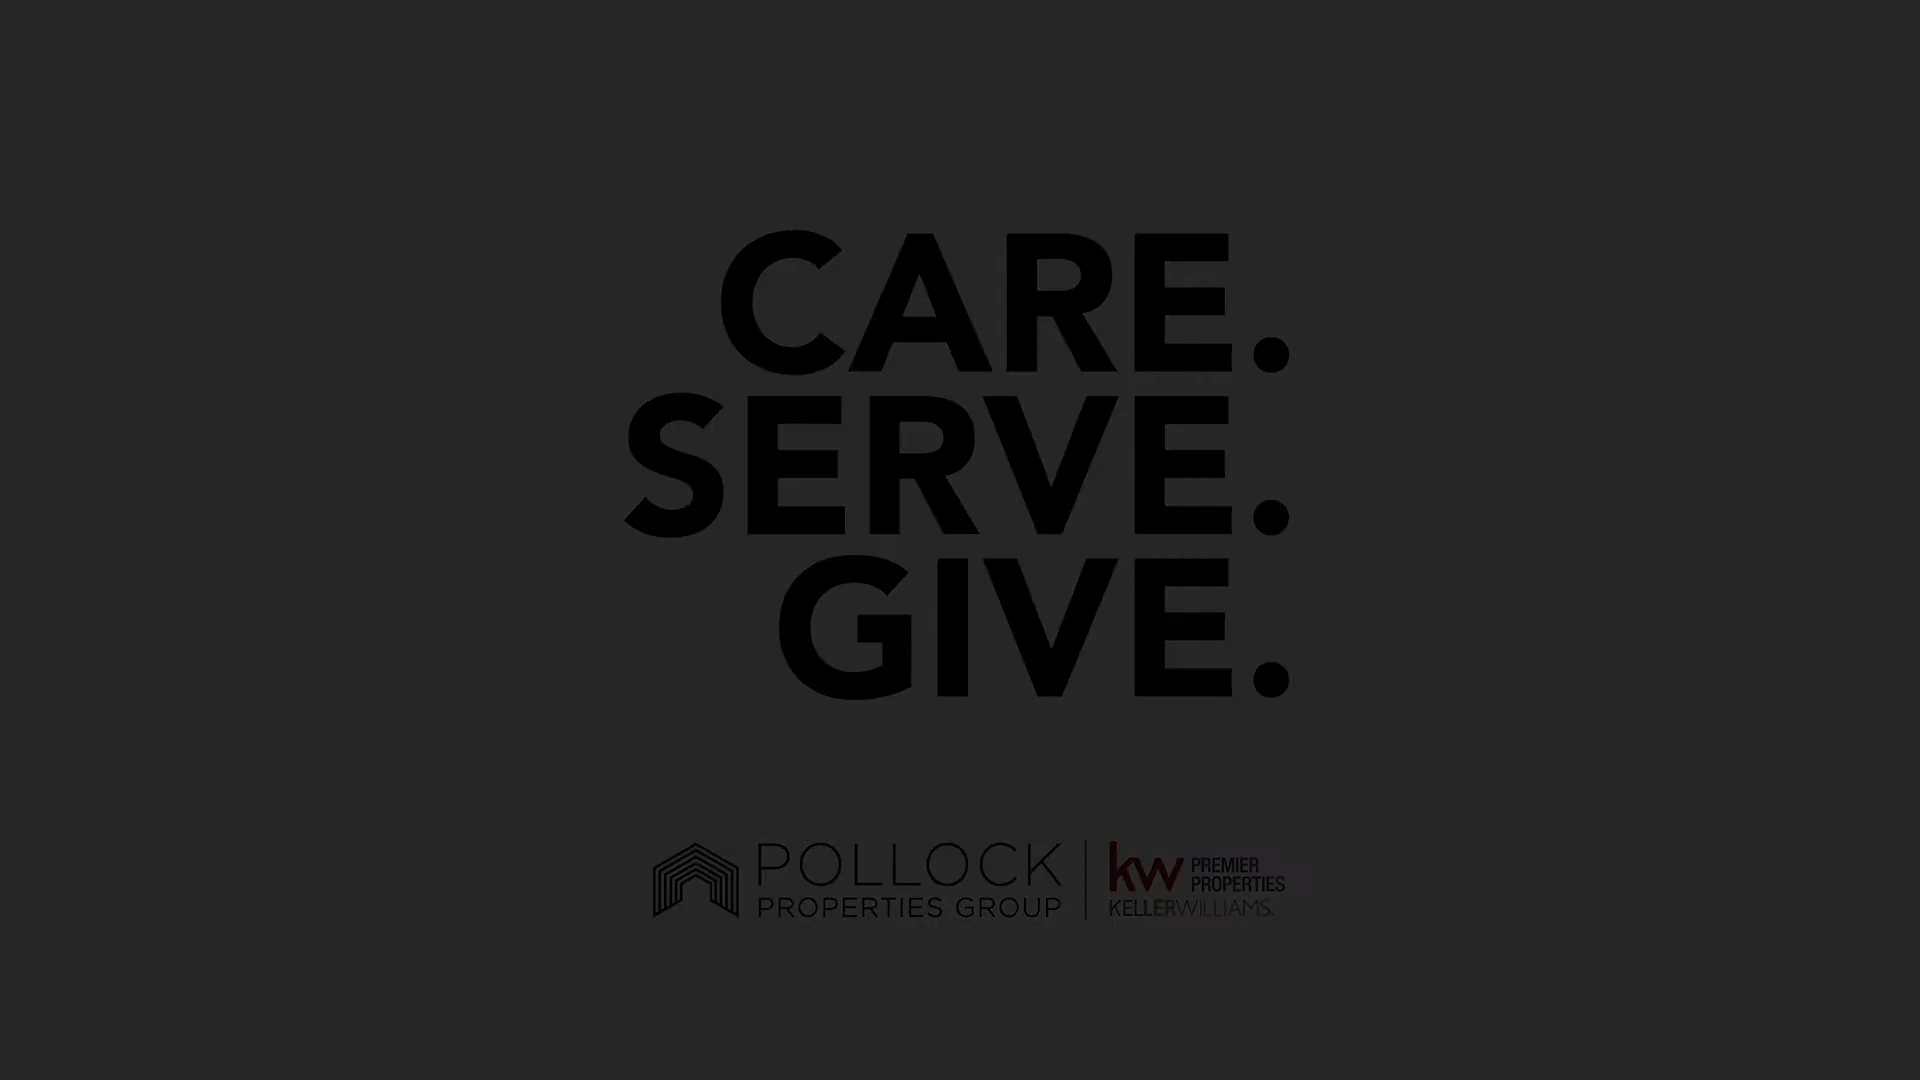 CARE.
SERVE.
GIVE.
POLLOCK
PROPERTIES GROUP
kw PREMIER
PROPERTIES
KELLERWILLIAMS.